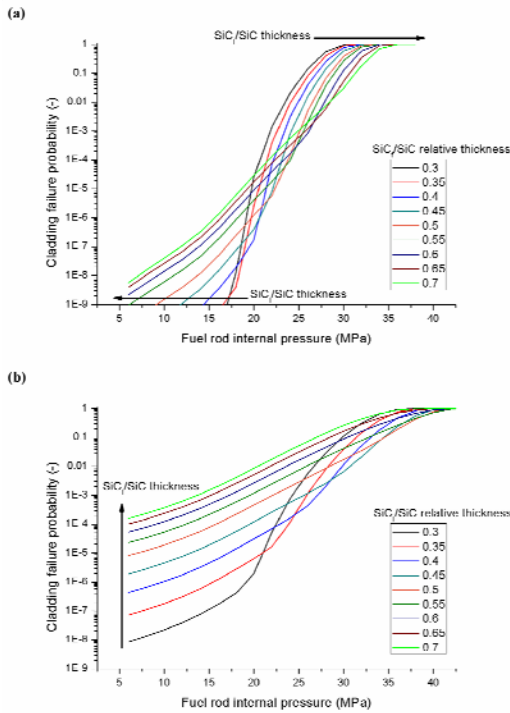 (a)
SiCf/SiC thickness
1
0.1
0.01
1E-3
1E-4
1E-5
1E-6
1E-7
1E-8
1E-9
Cladding failure probability (-)
SiCf/SiC relative thickness
0.3
0.35
0.4
0.45
0.5
0.55
0.6
0.65
0.7
SiCf/SiC thickness
5 10 15 20 25 30 35 40
Fuel rod internal pressure (MPa)
(b)
1
0.1
0.01
1E-3
1E-4
1E-5
1E-6
1E-7
1E-8
1E-9
Cladding failure probability (-)
SiCf/SiC thickness
SiCf/SiC relative thickness
0.3
0.35
0.4
0.45
0.5
0.55
0.6
0.65
0.7
5 10 15 20 25 30 35 40
Fuel rod internal pressure (MPa)